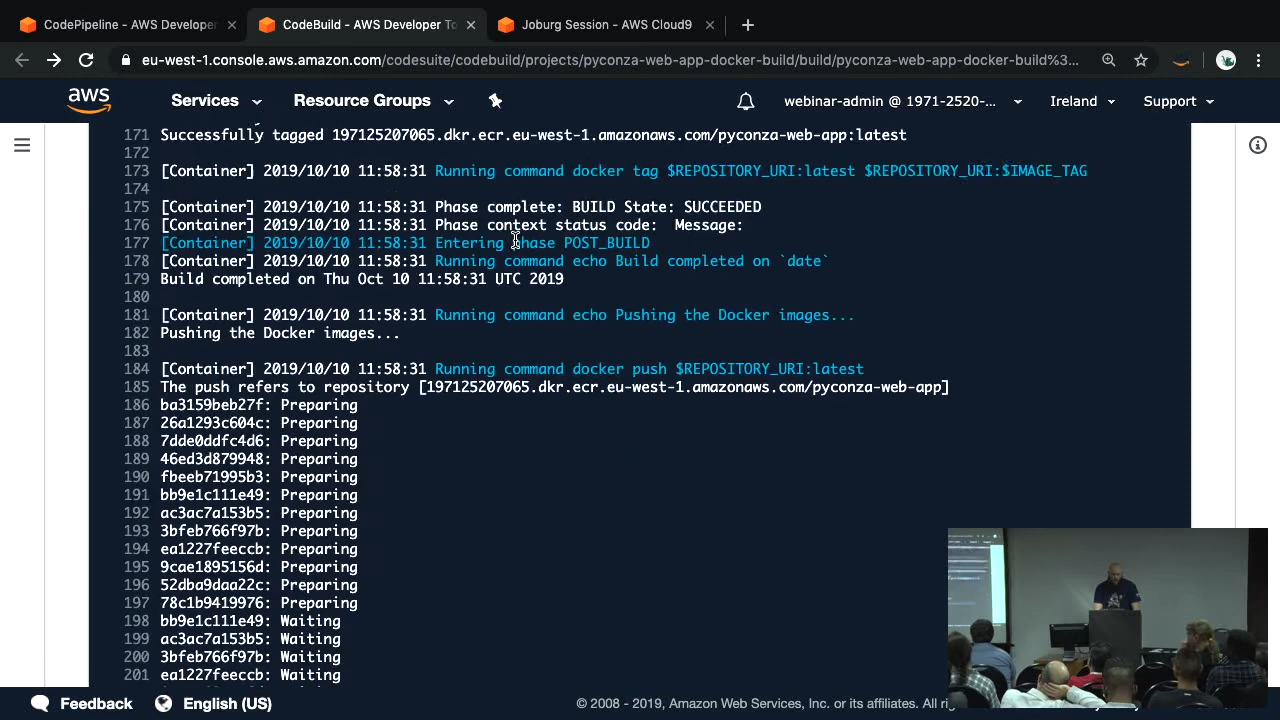 CodePipeline - AWS Developer
CodeBuild - AWS Developer To
Joburg Session - AWS Cloud9
eu-west-1.console.aws.amazon.com/codesuite/codebuild/projects/pyconza-web-app-docker-build/build/pyconza-web-app-docker-build%3...
aws
Services
Resource Groups
webinar-admin @ 1971-2520-...
Ireland
Support
171 Successfully tagged 197125207065.dkr.ecr.eu-west-1.amazonaws.com/pyconza-web-app:latest
172
173 [Container] 2019/10/10 11:58:31 Running command docker tag $REPOSITORY_URI:latest $REPOSITORY_URI:$IMAGE_TAG
174
175 [Container] 2019/10/10 11:58:31 Phase complete: BUILD State: SUCCEEDED
176 [Container] 2019/10/10 11:58:31 Phase context status code:  Message:
177 [Container] 2019/10/10 11:58:31 Entering phase POST_BUILD
178 [Container] 2019/10/10 11:58:31 Running command echo Build completed on `date`
179 Build completed on Thu Oct 10 11:58:31 UTC 2019
180
181 [Container] 2019/10/10 11:58:31 Running command echo Pushing the Docker images...
182 Pushing the Docker images...
183
184 [Container] 2019/10/10 11:58:31 Running command docker push $REPOSITORY_URI:latest
185 The push refers to repository [197125207065.dkr.ecr.eu-west-1.amazonaws.com/pyconza-web-app]
186 ba3159beb27f: Preparing
187 26a1293c604c: Preparing
188 7dde0ddfc4d6: Preparing
189 46ed3d879948: Preparing
190 fbeeb71995b3: Preparing
191 bb9e1c111e49: Preparing
192 ac3ac7a153b5: Preparing
193 3bfeb766f97b: Preparing
194 ea1227feeccb: Preparing
195 9cae1895156d: Preparing
196 52dba9daa22c: Preparing
197 78c1b9419976: Preparing
198 bb9e1c111e49: Waiting
199 ac3ac7a153b5: Waiting
200 3bfeb766f97b: Waiting
201 ea1227feeccb: Waiting
Feedback
English (US)
© 2008 - 2019, Amazon Web Services, Inc. or its affiliates. All